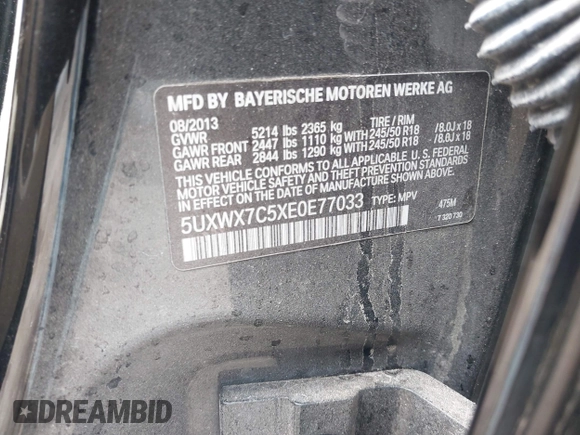 MFD BY BAYERISCHE MOTOREN WERKE AG
08/2013 TIRE / RIM
GVWR 5214 lbs 2365 kg
GAWR FRONT 2447 lbs 1110 kg WITH 245/50 R18 /8.0J x 18
GAWR REAR 2844 lbs 1290 kg WITH 245/50 R18 /8.0J x 18
THIS VEHICLE CONFORMS TO ALL APPLICABLE U.S. FEDERAL
MOTOR VEHICLE SAFETY AND THEFT PREVENTION STANDARDS
IN EFFECT ON THE DATE OF MANUFACTURE SHOWN ABOVE.
5UXWX7C5XE0E77033 TYPE: MPV 475M
7 320 730
DREAMBID